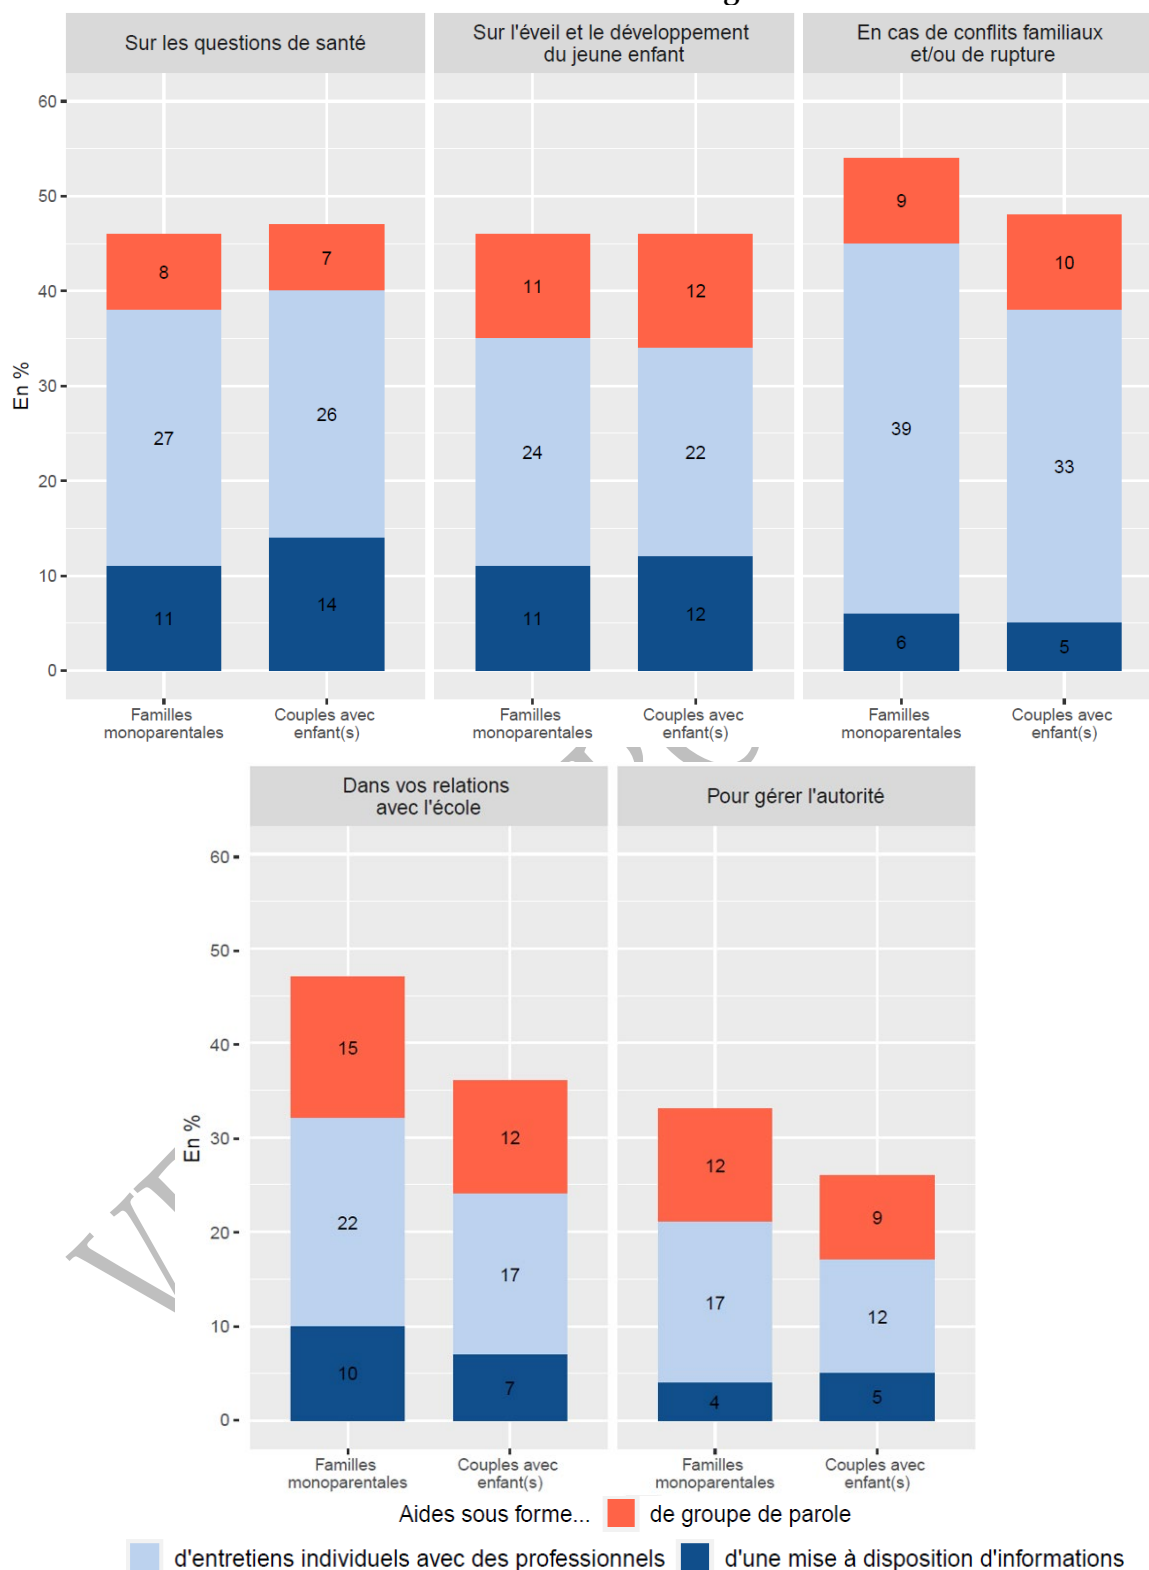 Sur les questions de santé
Sur l'éveil et le développement
du jeune enfant
En cas de conflits familiaux
et/ou de rupture
En %
60
50
40
30
20
10
0
8
27
11
7
26
14
11
24
11
12
22
12
9
39
6
10
33
5
Familles
monoparentales
Couples avec
enfant(s)
Familles
monoparentales
Couples avec
enfant(s)
Familles
monoparentales
Couples avec
enfant(s)
Dans vos relations
avec l'école
Pour gérer l'autorité
En %
60
50
40
30
20
10
0
15
22
10
12
17
7
12
17
4
9
12
5
Familles
monoparentales
Couples avec
enfant(s)
Familles
monoparentales
Couples avec
enfant(s)
Aides sous forme... de groupe de parole
d'entretiens individuels avec des professionnels d'une mise à disposition d'informations